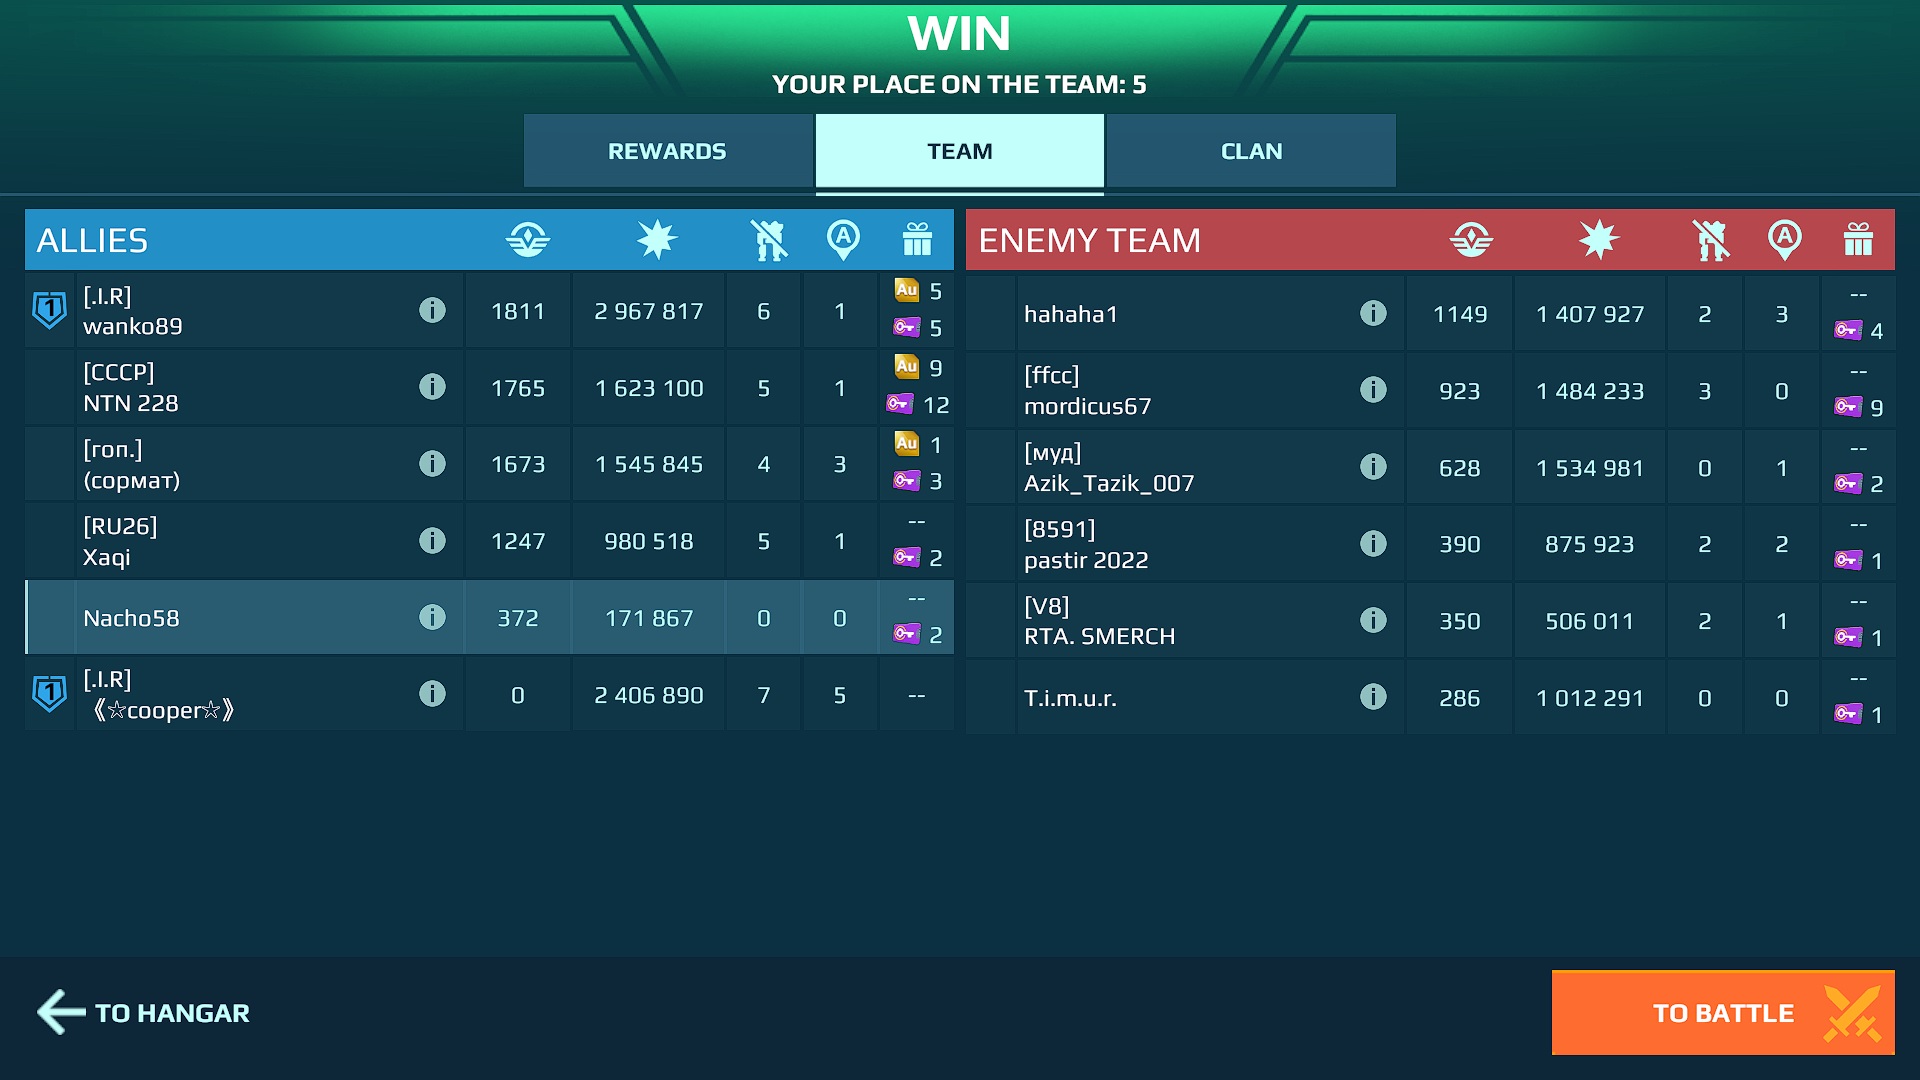 WIN
YOUR PLACE ON THE TEAM: 5
REWARDS TEAM CLAN
ALLIES A
1 [.I.R] wanko89 i 1811 2 967 817 6 1 Au 5 5
[CCCP] NTN 228 i 1765 1 623 100 5 1 Au 9 12
[гоп.] (сормат) i 1673 1 545 845 4 3 Au 1 3
[RU26] Xaqi i 1247 980 518 5 1 -- 2
Nacho58 i 372 171 867 0 0 -- 2
1 [.I.R] 《☆cooper☆》 i 0 2 406 890 7 5 --
ENEMY TEAM A
hahaha1 i 1149 1 407 927 2 3 -- 4
[ffcc] mordicus67 i 923 1 484 233 3 0 -- 9
[муд] Azik_Tazik_007 i 628 1 534 981 0 1 -- 2
[8591] pastir 2022 i 390 875 923 2 2 -- 1
[V8] RTA. SMERCH i 350 506 011 2 1 -- 1
T.i.m.u.r. i 286 1 012 291 0 0 -- 1
TO HANGAR
TO BATTLE